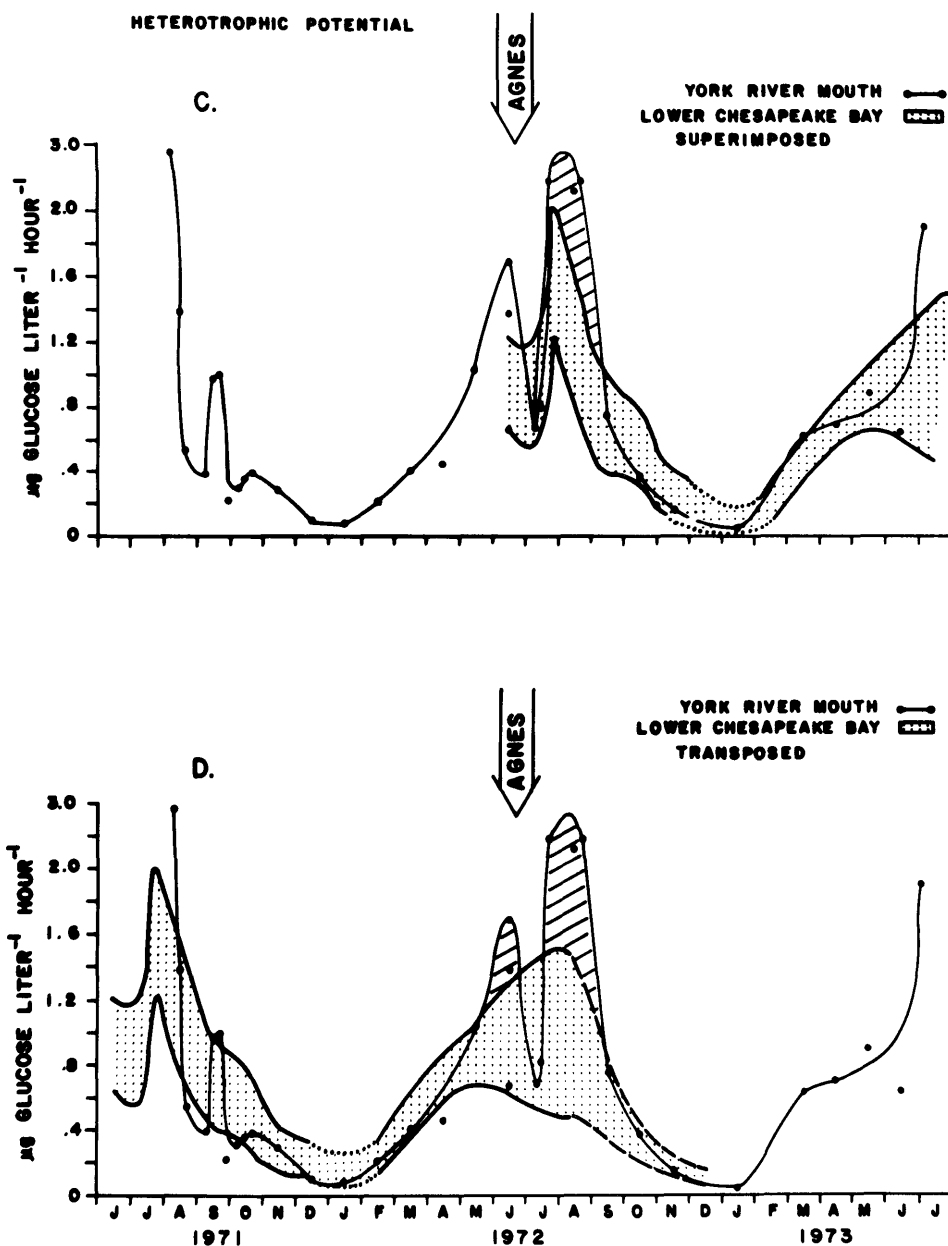 HETEROTROPHIC POTENTIAL
AGNES
C.
YORK RIVER MOUTH
LOWER CHESAPEAKE BAY
SUPERIMPOSED
µg GLUCOSE LITER⁻¹ HOUR⁻¹
3.0
2.0
1.6
1.2
.8
.4
0
AGNES
D.
YORK RIVER MOUTH
LOWER CHESAPEAKE BAY
TRANSPOSED
µg GLUCOSE LITER⁻¹ HOUR⁻¹
3.0
2.0
1.6
1.2
.8
.4
0
J J A S O N D J F M A M J J A S O N D J F M A M J J
1971 1972 1973